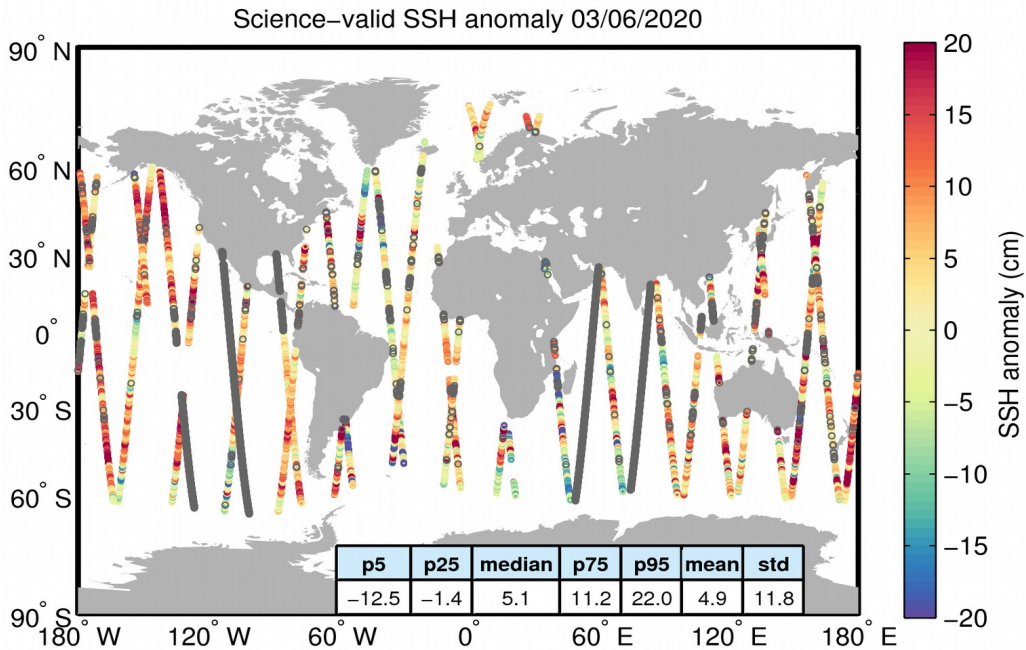 Science−valid SSH anomaly 03/06/2020
90° N
60° N
30° N
0°
30° S
60° S
90° S
180° W
120° W
60° W
0°
60° E
120° E
180° E
p5 p25 median p75 p95 mean std
−12.5 −1.4 5.1 11.2 22.0 4.9 11.8
20
15
10
5
0
−5
−10
−15
−20
SSH anomaly (cm)